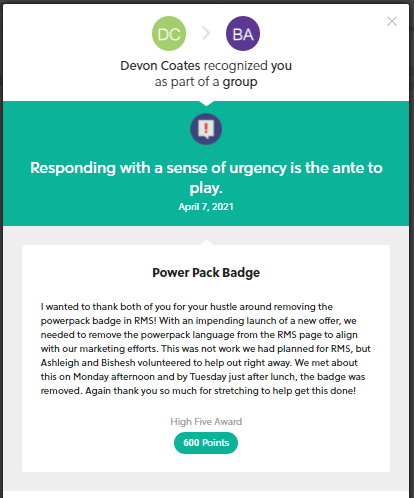 DC
BA
Devon Coates recognized you
as part of a group
Responding with a sense of urgency is the ante to
play.
April 7, 2021
Power Pack Badge
I wanted to thank both of you for your hustle around removing the
powerpack badge in RMS! With an impending launch of a new offer, we
needed to remove the powerpack language from the RMS page to align
with our marketing efforts. This was not work we had planned for RMS, but
Ashleigh and Bishesh volunteered to help out right away. We met about
this on Monday afternoon and by Tuesday just after lunch, the badge was
removed. Again thank you so much for stretching to help get this done!
High Five Award
600 Points